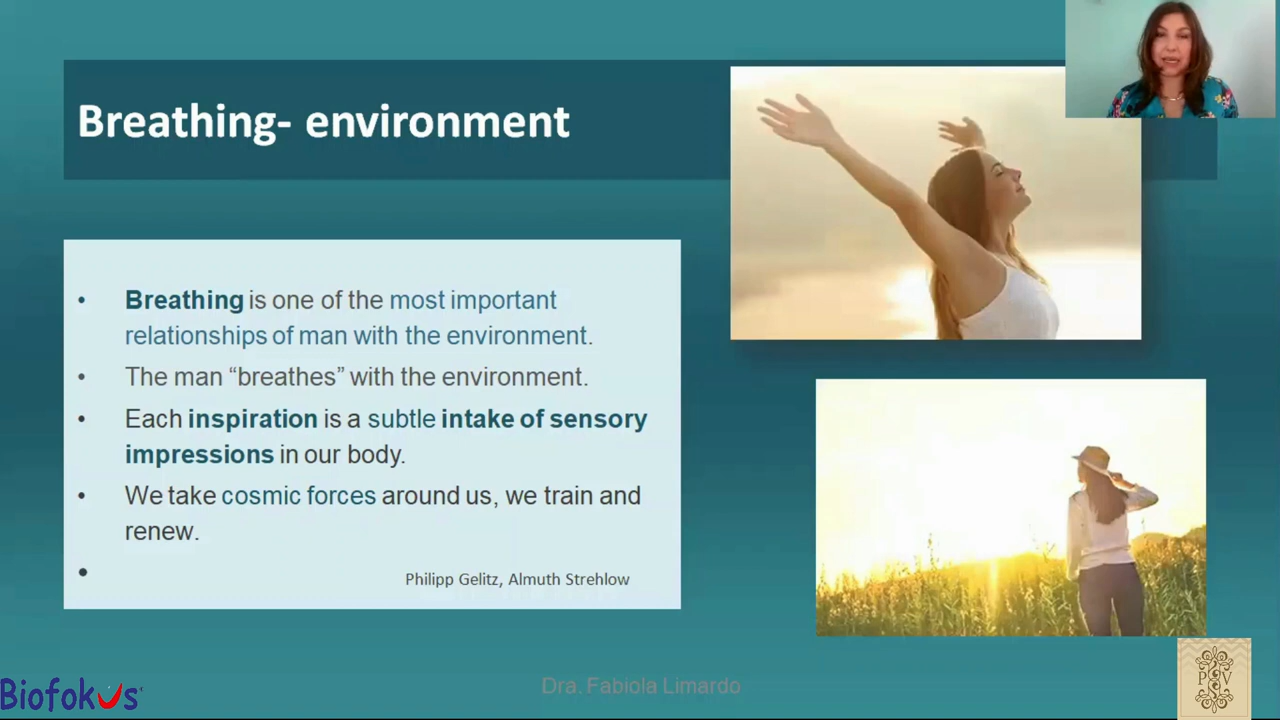 Breathing- environment
• Breathing is one of the most important
relationships of man with the environment.
• The man “breathes” with the environment.
• Each inspiration is a subtle intake of sensory
impressions in our body.
• We take cosmic forces around us, we train and
renew.
•
Philipp Gelitz, Almuth Strehlow
Dra. Fabiola Limardo
Biofokus
P V